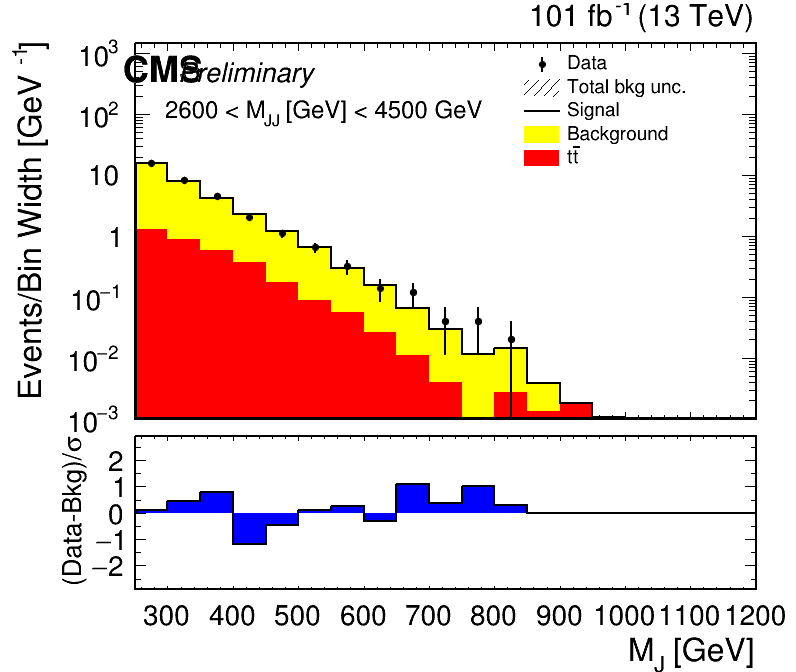 101 fb⁻¹ (13 TeV)
CMS Preliminary
2600 < M_JJ [GeV] < 4500 GeV
Data
Total bkg unc.
Signal
Background
tt̄
Events/Bin Width [GeV⁻¹]
10³
10²
10
1
10⁻¹
10⁻²
10⁻³
(Data-Bkg)/σ
2
1
0
−1
−2
300 400 500 600 700 800 900 1000 1100 1200
M_J [GeV]